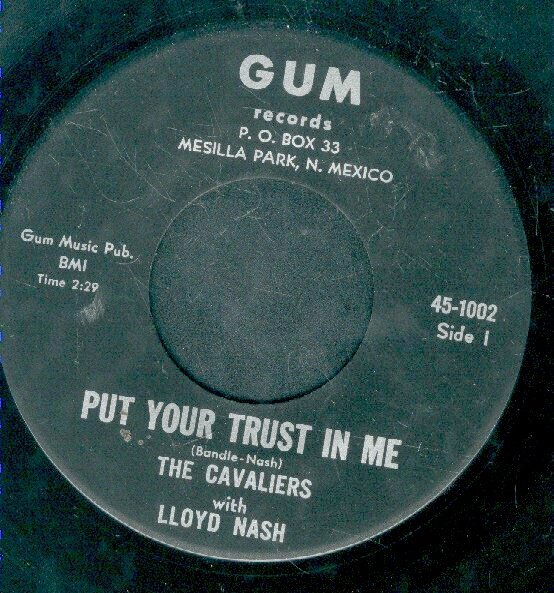 GUM
records
P. O. BOX 33
MESILLA PARK, N. MEXICO
Gum Music Pub.
BMI
Time 2:29
45-1002
Side 1
PUT YOUR TRUST IN ME
(Bandle-Nash)
THE CAVALIERS
with
LLOYD NASH